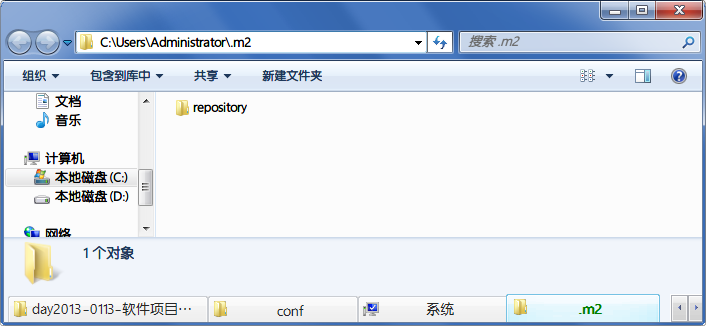 C:\Users\Administrator\.m2
搜索 .m2
组织 包含到库中 共享 新建文件夹
文档
音乐
计算机
本地磁盘 (C:)
本地磁盘 (D:)
网络
repository
1 个对象
day2013-0113-软件项目…
conf
系统
.m2